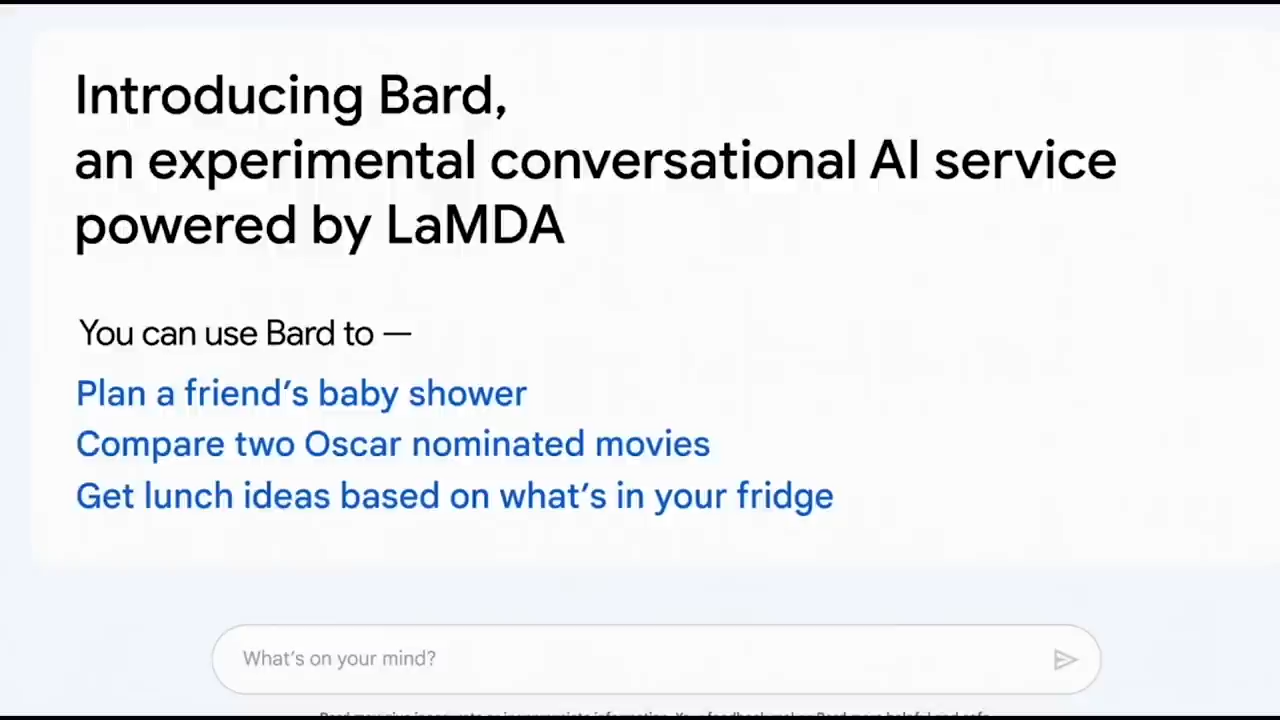 Introducing Bard,
an experimental conversational AI service
powered by LaMDA
You can use Bard to —
Plan a friend's baby shower
Compare two Oscar nominated movies
Get lunch ideas based on what's in your fridge
What's on your mind?